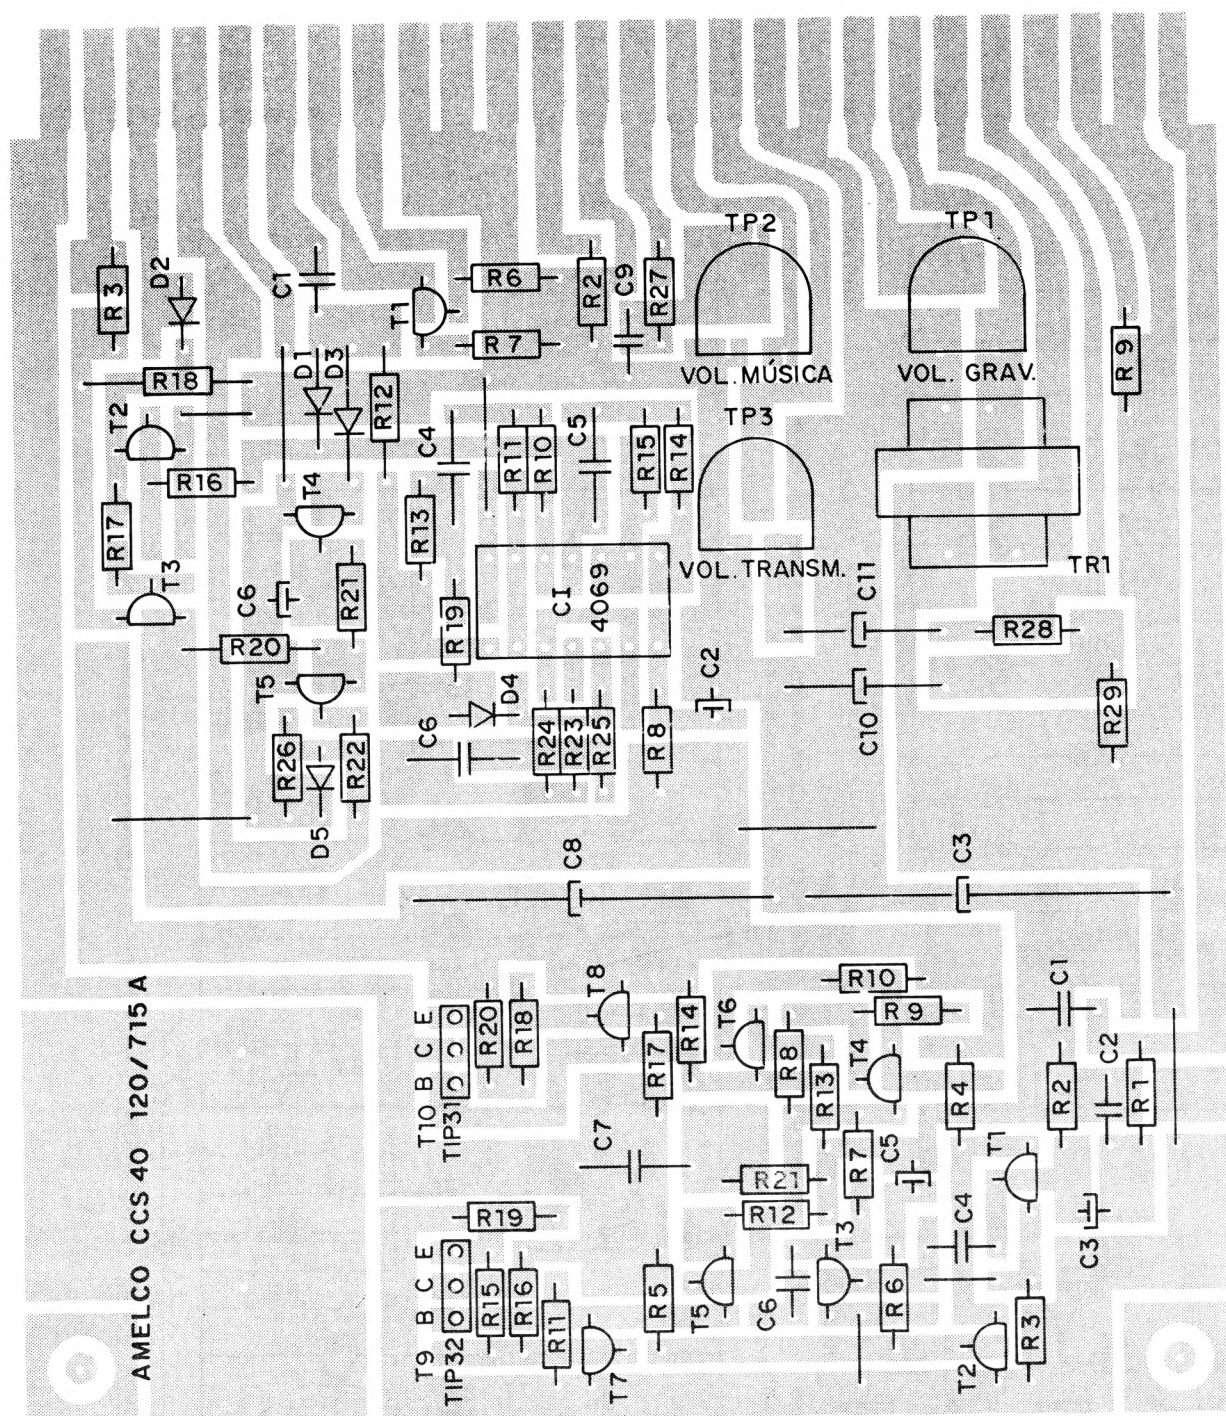 TP2
TP1
R3
D2
C1
T1
R6
R2
C9
R27
R7
R9
VOL. MÚSICA
VOL. GRAV.
R18
D1
D3
R12
T2
C4
R11
R10
C5
R15
R14
TP3
R16
T4
R17
R13
T3
VOL. TRANSM.
TR1
C6
R21
R19
CI
4069
C11
R20
R28
T5
C2
D4
C6
R24
R23
R25
R8
C10
R29
R26
R22
D5
C8
C3
AMELCO CCS 40 120/715 A
T8
R10
C1
T10
TIP31
B C E
R20
R18
R14
T6
R9
R17
R8
R13
T4
R4
R2
C2
R1
C7
R21
R7
C5
T1
R19
R12
T3
C4
C3
T9
TIP32
B C E
R15
R16
R11
T7
R5
T5
C6
R6
T2
R3